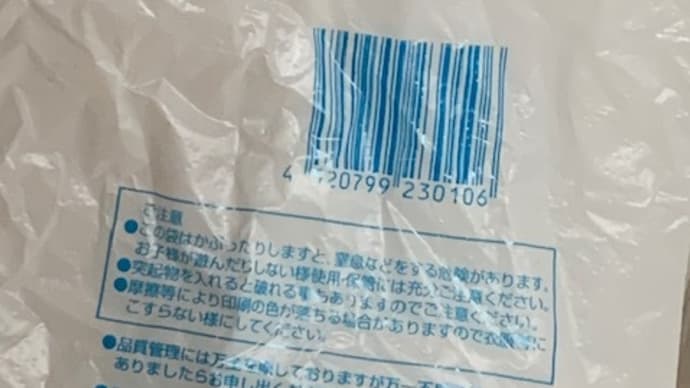 4 20799 230106
ご注意
●この袋はかぶったりしますと、窒息などをする危険があります。
お子様が遊んだりしない様使用・保管には充分ご注意ください。
●突起物を入れると破れる事もありますのでご注意ください。
●摩擦等により印刷の色が落ちる場合がありますので衣類等に
こすらない様にしてください。
●品質管理には万全を期しておりますが万一不
ありましたらお申し出くだ